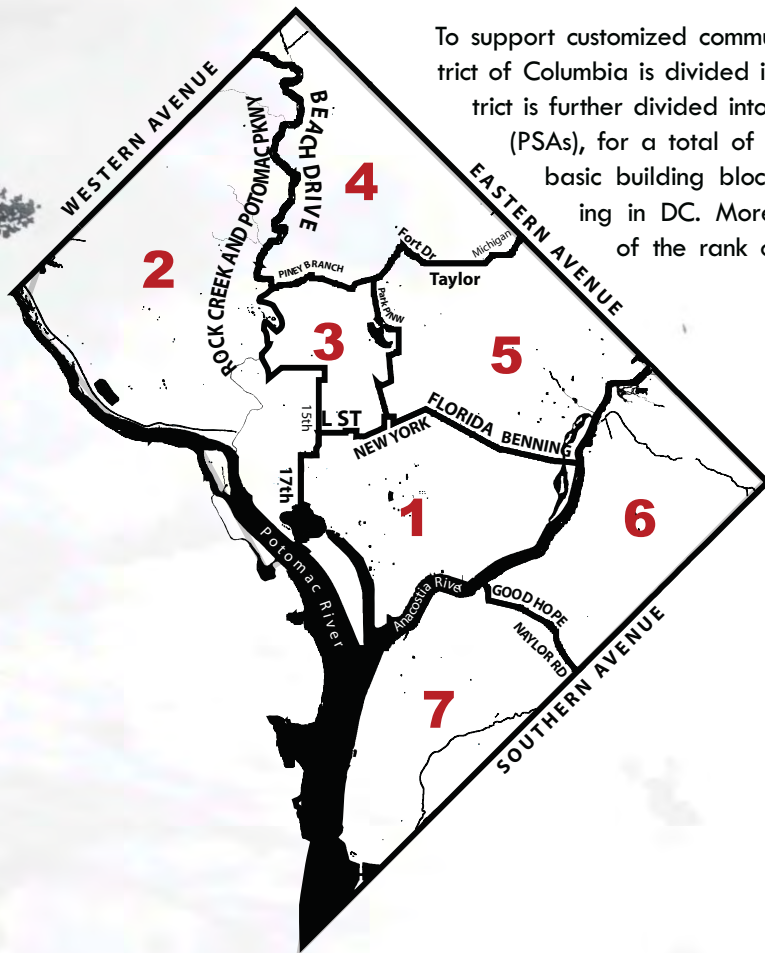 To support customized commu
trict of Columbia is divided i
trict is further divided into
(PSAs), for a total of
basic building bloc
ing in DC. More
of the rank
WESTERN AVENUE
BEACH DRIVE
ROCK CREEK AND POTOMAC PKWY
EASTERN AVENUE
4
2
Fort Dr
Michigan
PINEY BRANCH
Taylor
Park Pl NW
3
5
15th
L ST
NEW YORK
FLORIDA
BENNING
17th
1
6
Potomac River
Anacostia River
GOOD HOPE
NAYLOR RD
7
SOUTHERN AVENUE